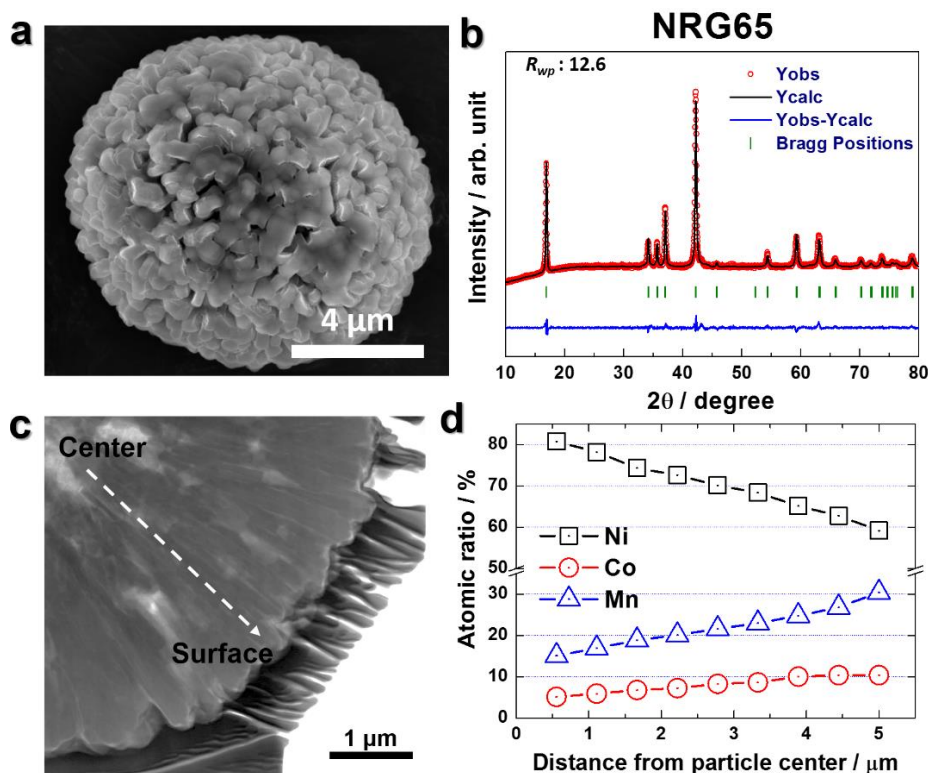 NRG65
a
4 µm
b
R_wp : 12.6
Yobs
Ycalc
Yobs-Ycalc
Bragg Positions
Intensity / arb. unit
10 20 30 40 50 60 70 80
2θ / degree
c
Center
Surface
1 µm
d
Atomic ratio / %
80
70
60
50
30
20
10
0
Ni
Co
Mn
0 1 2 3 4 5
Distance from particle center / µm